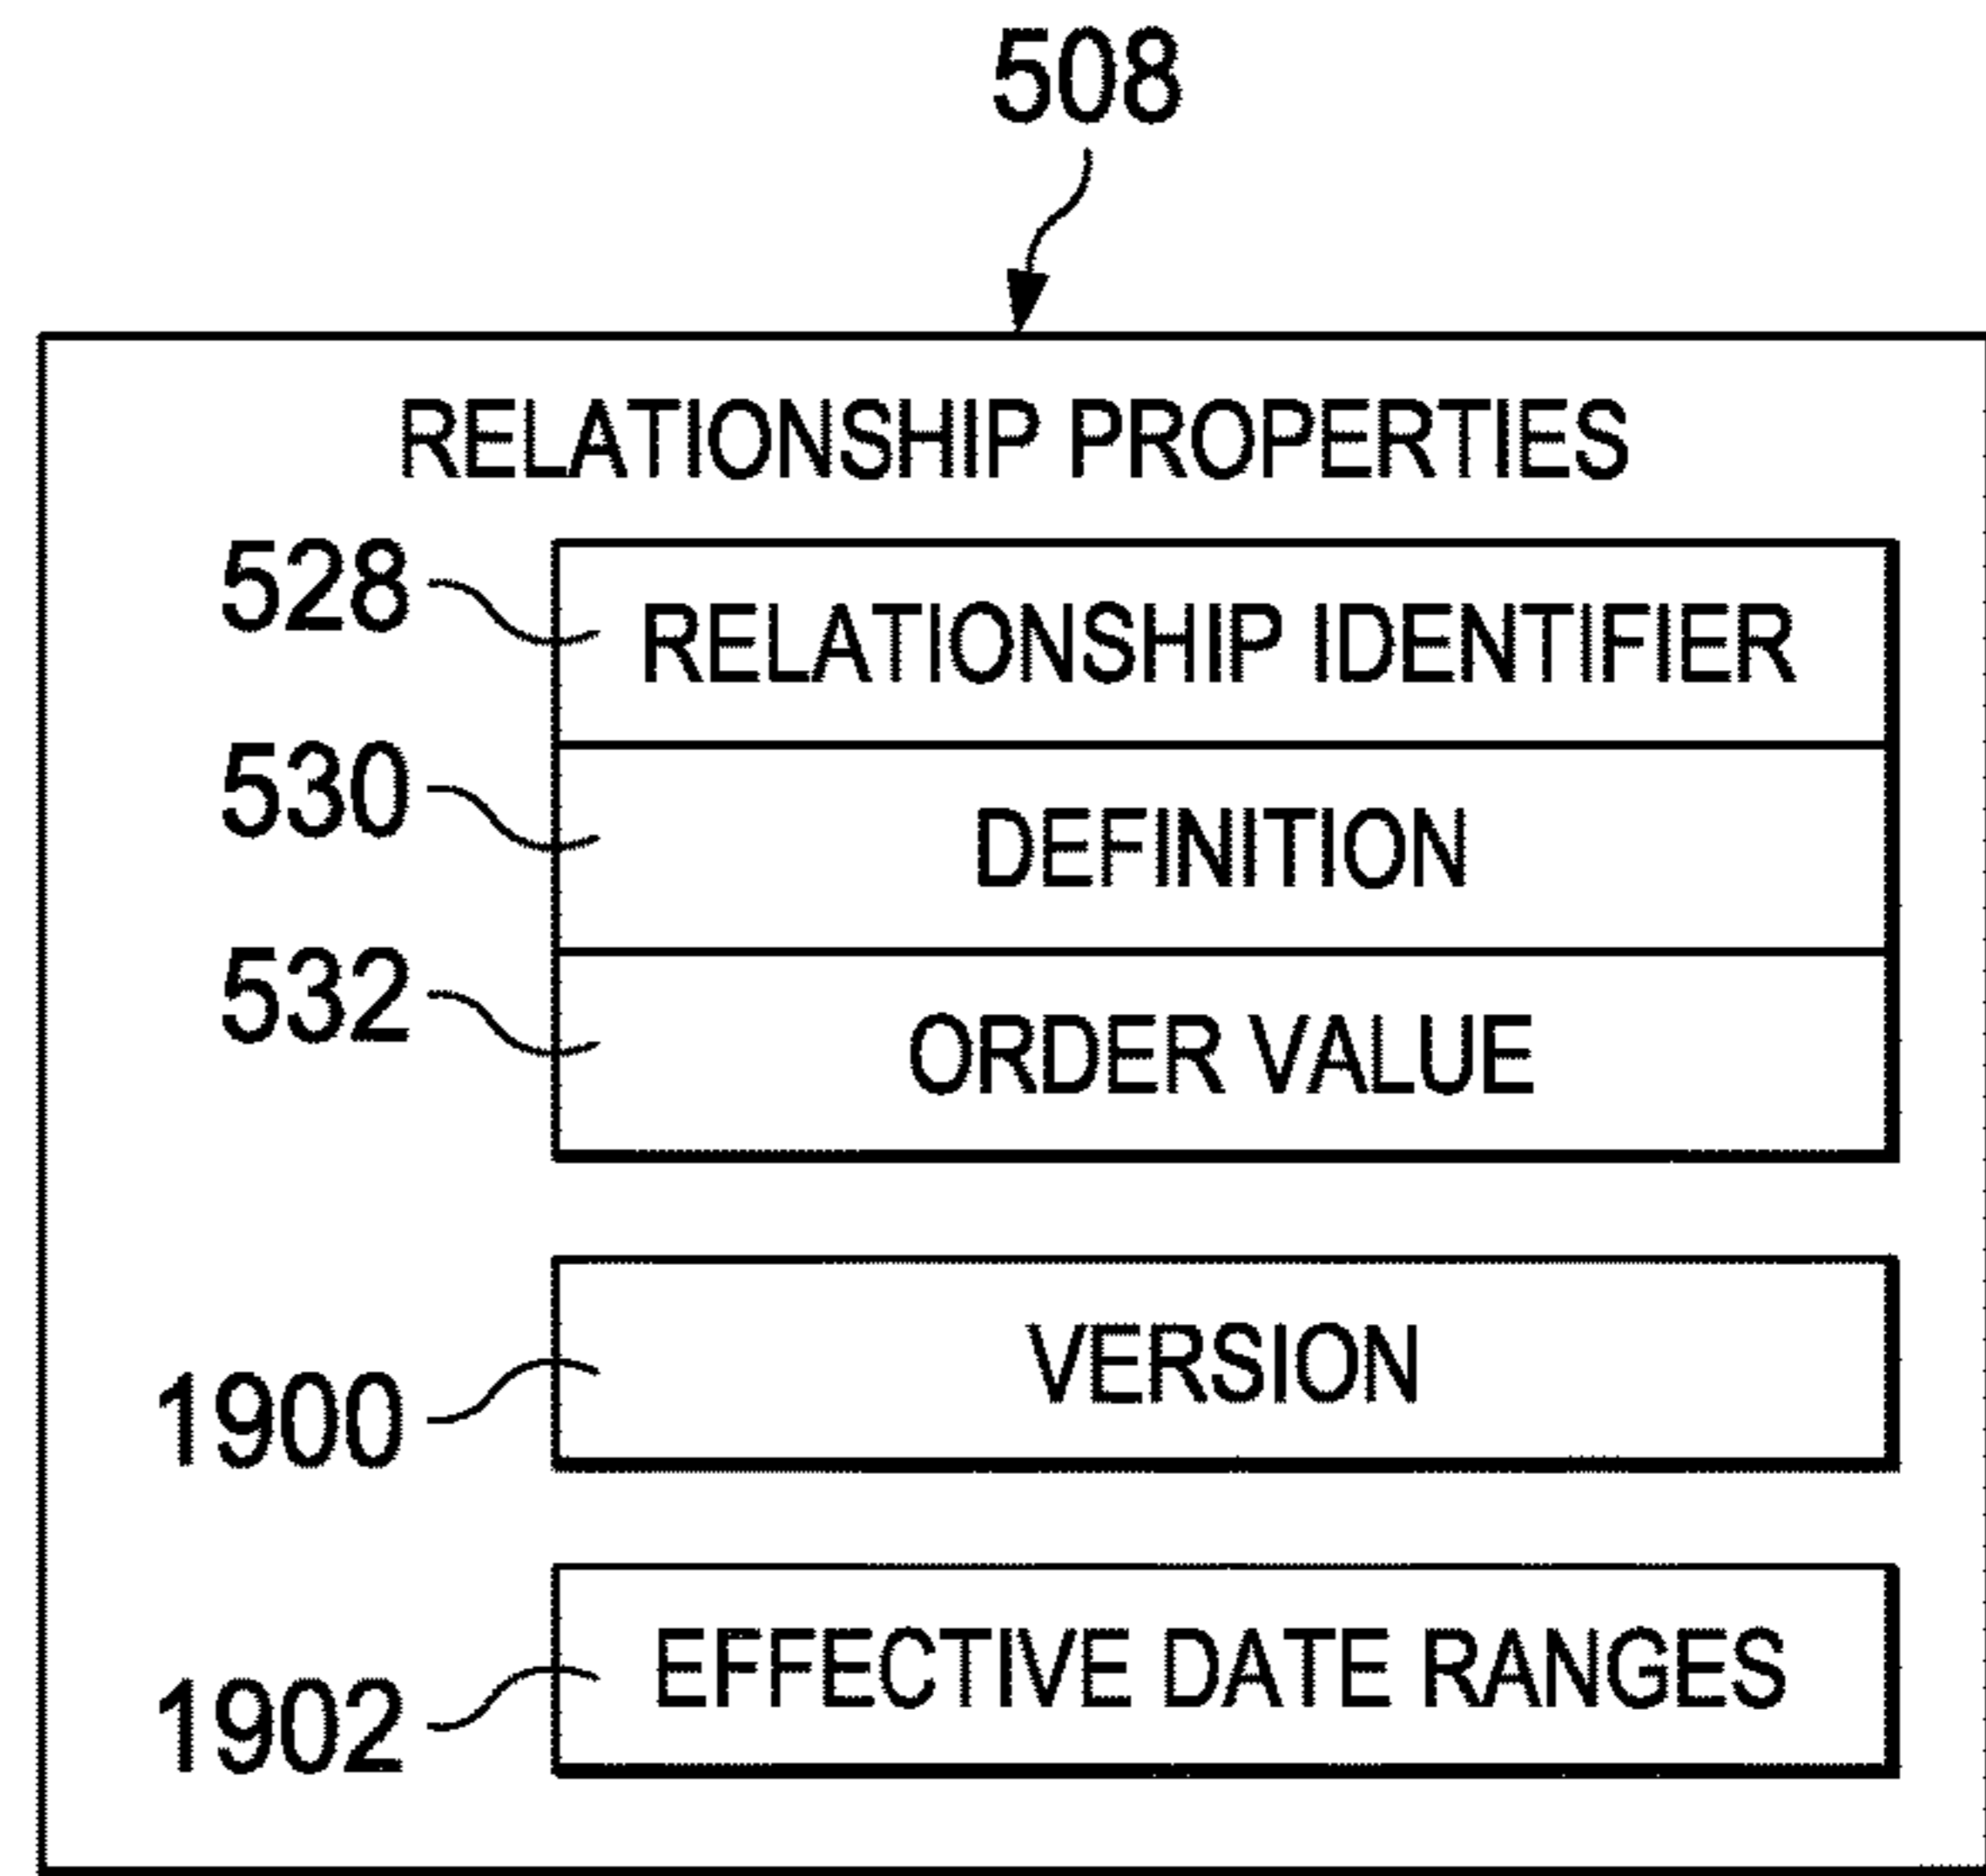 508
RELATIONSHIP PROPERTIES
528 RELATIONSHIP IDENTIFIER
530 DEFINITION
532 ORDER VALUE
1900 VERSION
1902 EFFECTIVE DATE RANGES